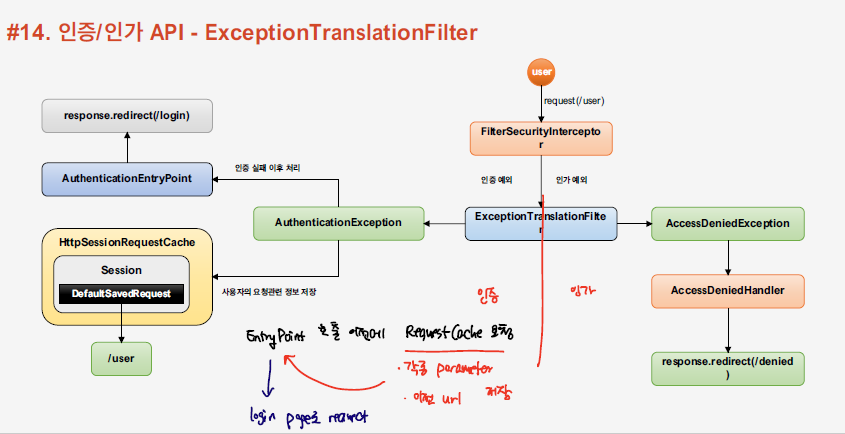 #14. 인증/인가 API - ExceptionTranslationFilter
user
request(/user)
response.redirect(/login)
FilterSecurityIntercepto
r
인증 실패 이후 처리
AuthenticationEntryPoint
인증 예외
인가 예외
AuthenticationException
ExceptionTranslationFilte
r
AccessDeniedException
HttpSessionRequestCache
Session
DefaultSavedRequest
사용자의 요청관련 정보 저장
AccessDeniedHandler
인증
인가
/user
response.redirect(/denied
)
EntryPoint 호출 이전에 RequestCache 요청
· 각종 parameter
· 이전 url 저장
login page로 request